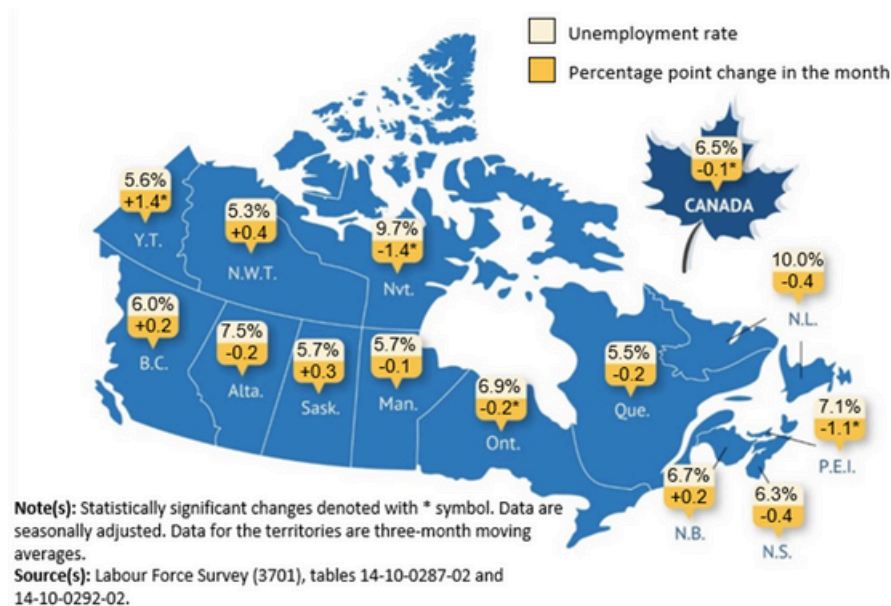 Unemployment rate
Percentage point change in the month
6.5%
-0.1*
CANADA
5.6%
+1.4*
Y.T.
5.3%
+0.4
N.W.T.
9.7%
-1.4*
Nvt.
10.0%
-0.4
N.L.
6.0%
+0.2
B.C.
7.5%
-0.2
Alta.
5.7%
+0.3
Sask.
5.7%
-0.1
Man.
6.9%
-0.2*
Ont.
5.5%
-0.2
Que.
7.1%
-1.1*
P.E.I.
6.7%
+0.2
N.B.
6.3%
-0.4
N.S.
Note(s): Statistically significant changes denoted with * symbol. Data are
seasonally adjusted. Data for the territories are three-month moving
averages.
Source(s): Labour Force Survey (3701), tables 14-10-0287-02 and
14-10-0292-02.